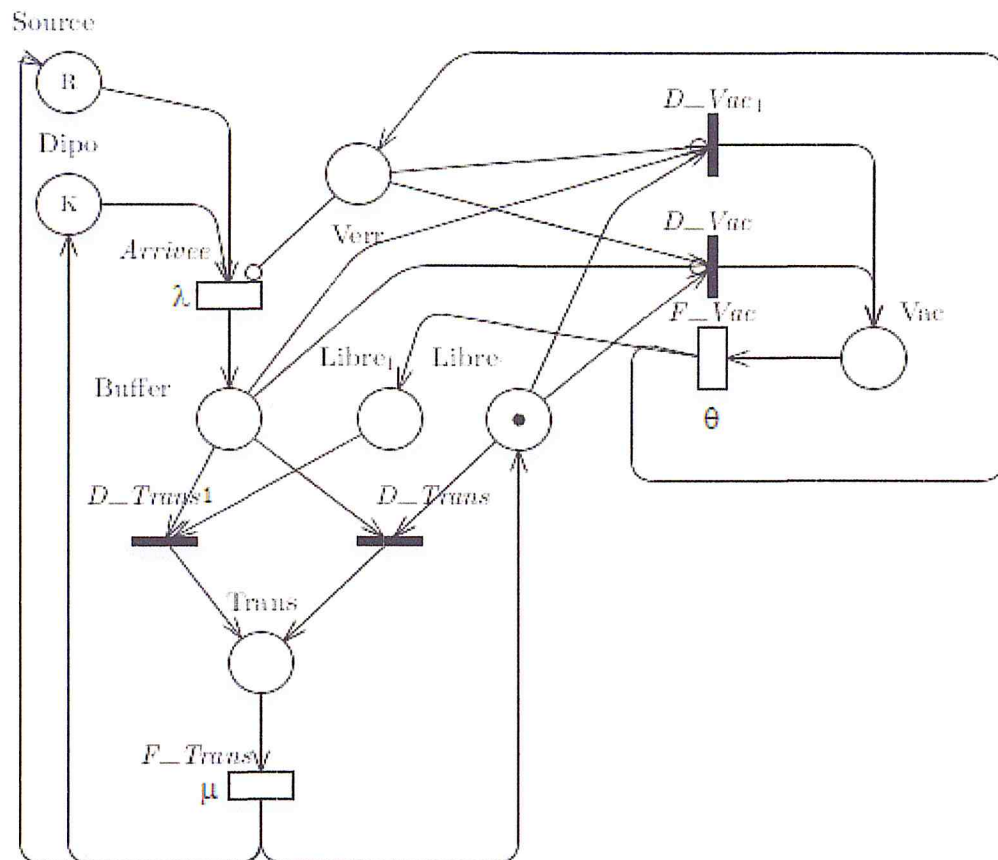 Source
R
Dipo
K
Arrivee
λ
Verr
D_Vac₁
D_Vac
F_Vac
Vac
θ
Buffer
Libre₁
Libre
D_Trans1
D_Trans
Trans
F_Trans
μ